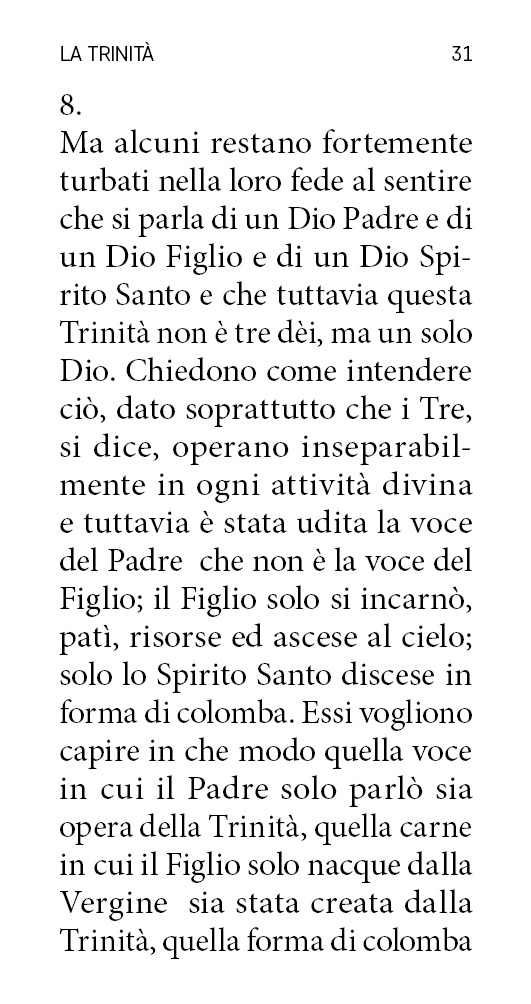 LA TRINITÀ 31
8.
Ma alcuni restano fortemente
turbati nella loro fede al sentire
che si parla di un Dio Padre e di
un Dio Figlio e di un Dio Spi-
rito Santo e che tuttavia questa
Trinità non è tre dèi, ma un solo
Dio. Chiedono come intendere
ciò, dato soprattutto che i Tre,
si dice, operano inseparabil-
mente in ogni attività divina
e tuttavia è stata udita la voce
del Padre  che non è la voce del
Figlio; il Figlio solo si incarnò,
patì, risorse ed ascese al cielo;
solo lo Spirito Santo discese in
forma di colomba. Essi vogliono
capire in che modo quella voce
in cui il Padre solo parlò sia
opera della Trinità, quella carne
in cui il Figlio solo nacque dalla
Vergine  sia stata creata dalla
Trinità, quella forma di colomba